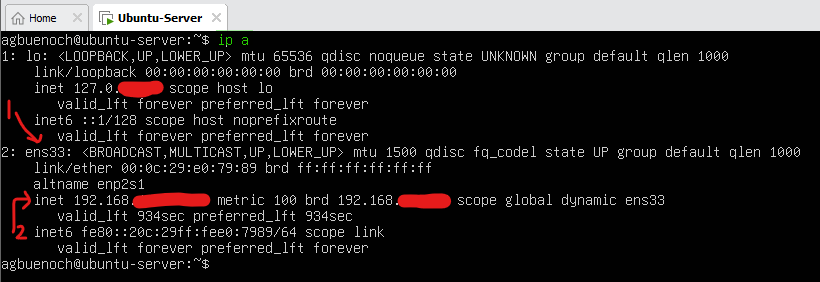 Home
Ubuntu-Server
agbuenoch@ubuntu-server:~$ ip a
1: lo: <LOOPBACK,UP,LOWER_UP> mtu 65536 qdisc noqueue state UNKNOWN group default qlen 1000
link/loopback 00:00:00:00:00:00 brd 00:00:00:00:00:00
inet 127.0. scope host lo
valid_lft forever preferred_lft forever
1
inet6 ::1/128 scope host noprefixroute
valid_lft forever preferred_lft forever
2: ens33: <BROADCAST,MULTICAST,UP,LOWER_UP> mtu 1500 qdisc fq_codel state UP group default qlen 1000
link/ether 00:0c:29:e0:79:89 brd ff:ff:ff:ff:ff:ff
altname enp2s1
inet 192.168. metric 100 brd 192.168. scope global dynamic ens33
valid_lft 934sec preferred_lft 934sec
2
inet6 fe80::20c:29ff:fee0:7989/64 scope link
valid_lft forever preferred_lft forever
agbuenoch@ubuntu-server:~$